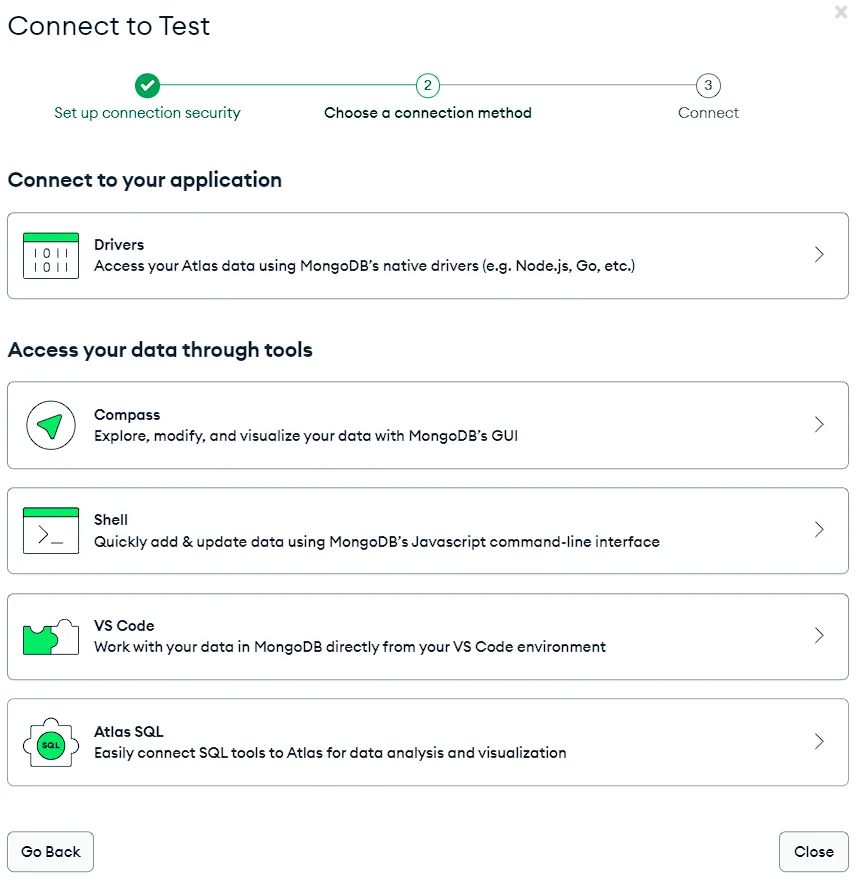 Connect to Test
2
3
Set up connection security
Choose a connection method
Connect
Connect to your application
1011
1011
Drivers
Access your Atlas data using MongoDB's native drivers (e.g. Node.js, Go, etc.)
Access your data through tools
Compass
Explore, modify, and visualize your data with MongoDB's GUI
Shell
Quickly add & update data using MongoDB's Javascript command-line interface
VS Code
Work with your data in MongoDB directly from your VS Code environment
SQL
Atlas SQL
Easily connect SQL tools to Atlas for data analysis and visualization
Go Back
Close